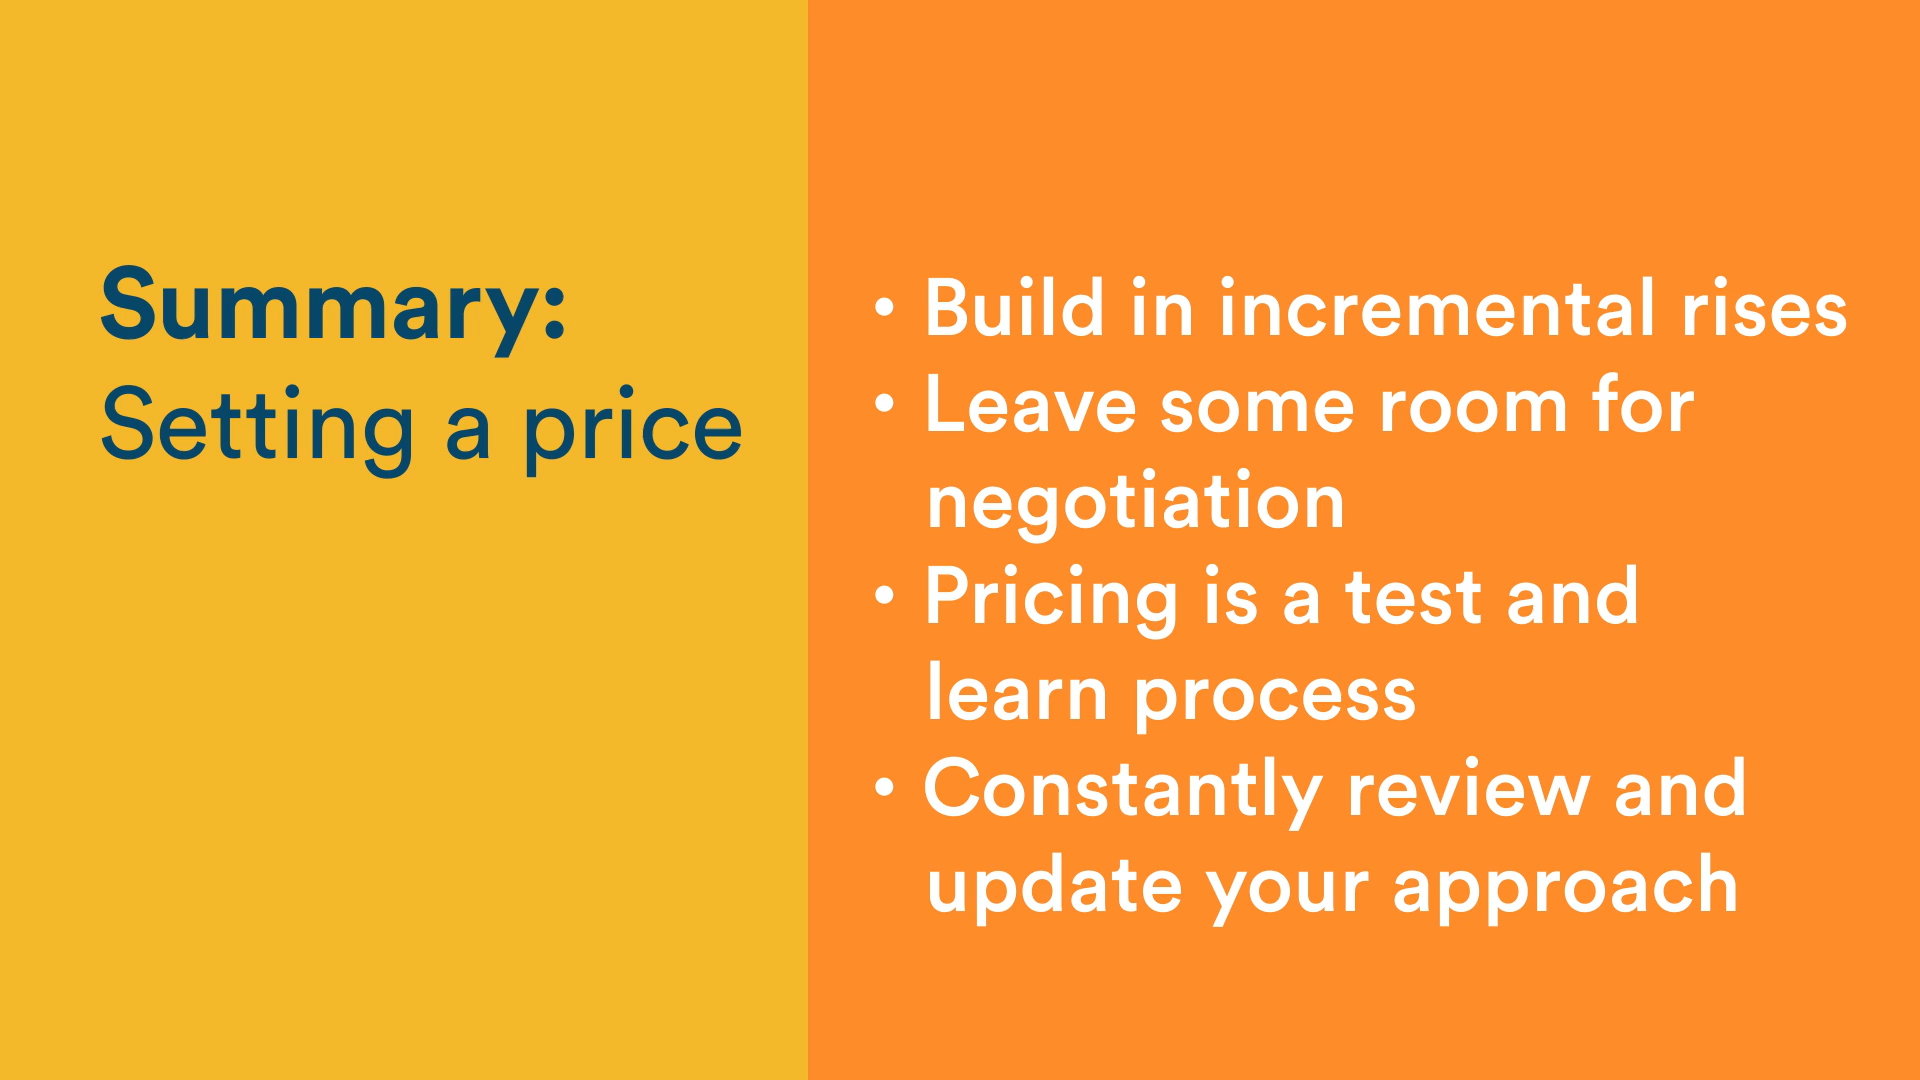 Summary:
Setting a price
• Build in incremental rises
• Leave some room for
negotiation
• Pricing is a test and
learn process
• Constantly review and
update your approach